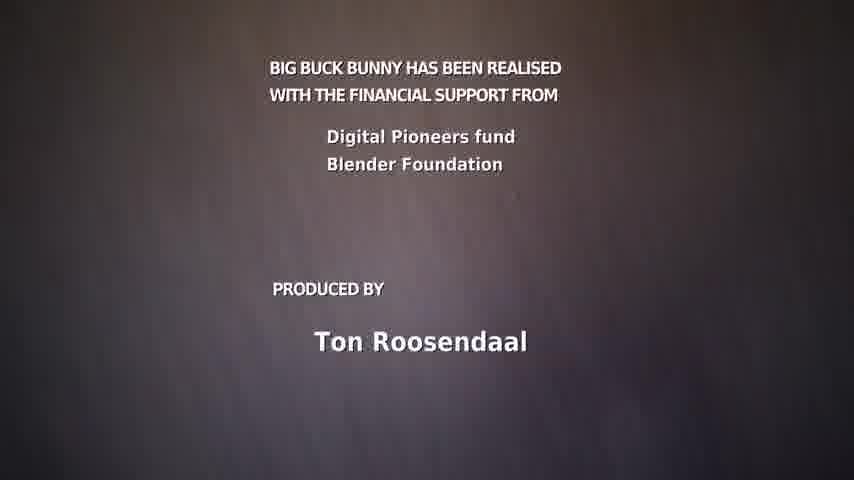 BIG BUCK BUNNY HAS BEEN REALISED
WITH THE FINANCIAL SUPPORT FROM
Digital Pioneers fund
Blender Foundation
PRODUCED BY
Ton Roosendaal